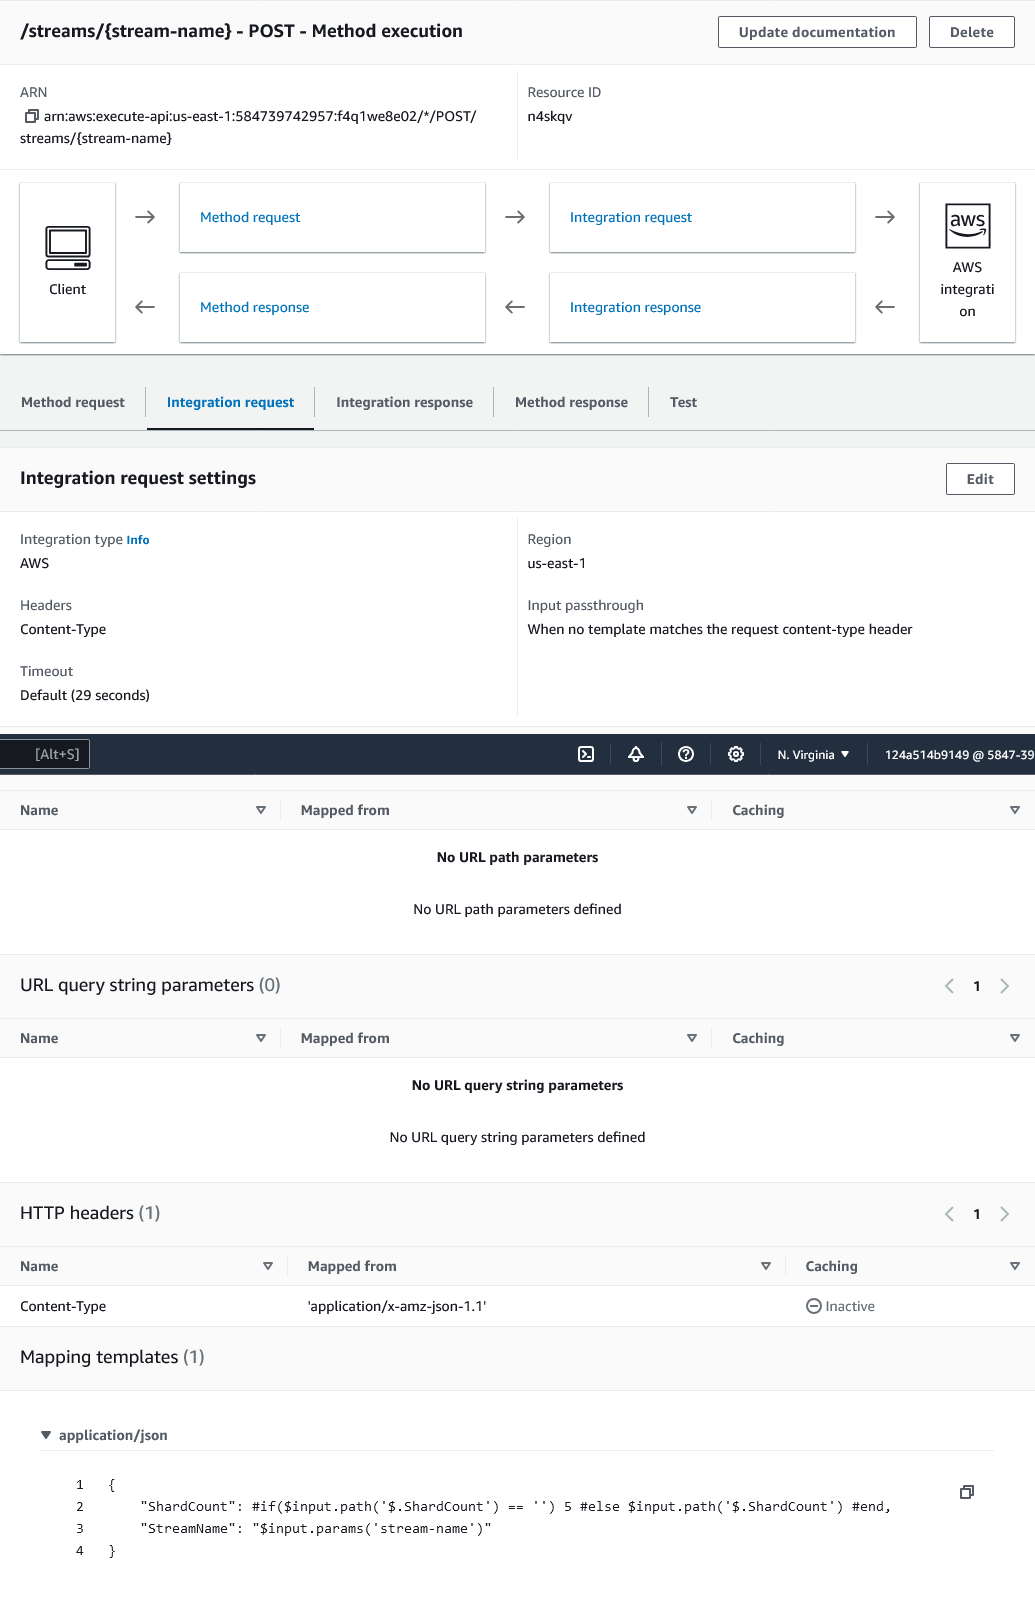 /streams/{stream-name} - POST - Method execution
Update documentation
Delete
ARN
arn:aws:execute-api:us-east-1:584739742957:f4q1we8e02/*/POST/
streams/{stream-name}
Resource ID
n4skqv
Client
Method request
Integration request
Method response
Integration response
aws
AWS
integrati
on
Method request
Integration request
Integration response
Method response
Test
Integration request settings
Edit
Integration type Info
AWS
Region
us-east-1
Headers
Content-Type
Input passthrough
When no template matches the request content-type header
Timeout
Default (29 seconds)
[Alt+S]
N. Virginia
124a514b9149 @ 5847-39
Name
Mapped from
Caching
No URL path parameters
No URL path parameters defined
URL query string parameters (0)
1
Name
Mapped from
Caching
No URL query string parameters
No URL query string parameters defined
HTTP headers (1)
1
Name
Mapped from
Caching
Content-Type
'application/x-amz-json-1.1'
Inactive
Mapping templates (1)
application/json
1 {
2 "ShardCount": #if($input.path('$.ShardCount') == '') 5 #else $input.path('$.ShardCount') #end,
3 "StreamName": "$input.params('stream-name')"
4 }